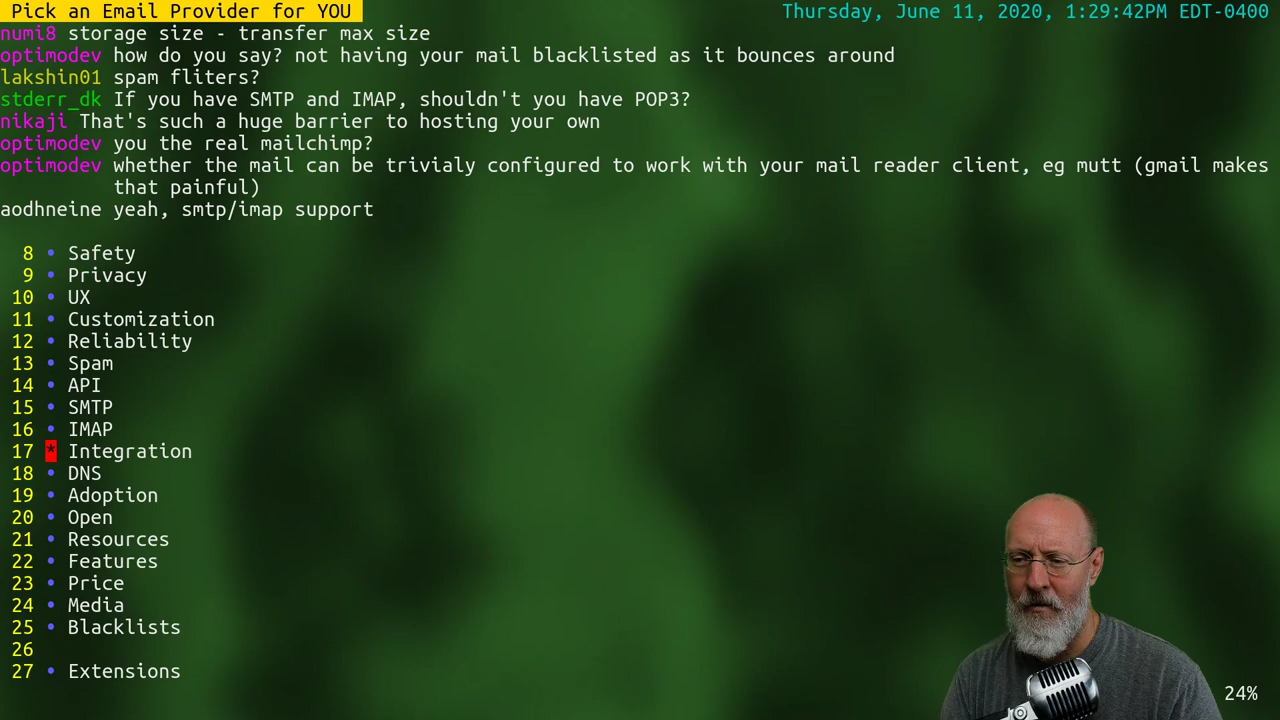 Pick an Email Provider for YOU
Thursday, June 11, 2020, 1:29:42PM EDT-0400
numi8 storage size - transfer max size
optimodev how do you say? not having your mail blacklisted as it bounces around
lakshin01 spam fliters?
stderr_dk If you have SMTP and IMAP, shouldn't you have POP3?
nikaji That's such a huge barrier to hosting your own
optimodev you the real mailchimp?
optimodev whether the mail can be trivialy configured to work with your mail reader client, eg mutt (gmail makes
that painful)
aodhneine yeah, smtp/imap support
8 • Safety
9 • Privacy
10 • UX
11 • Customization
12 • Reliability
13 • Spam
14 • API
15 • SMTP
16 • IMAP
17 * Integration
18 • DNS
19 • Adoption
20 • Open
21 • Resources
22 • Features
23 • Price
24 • Media
25 • Blacklists
26
27 • Extensions
24%